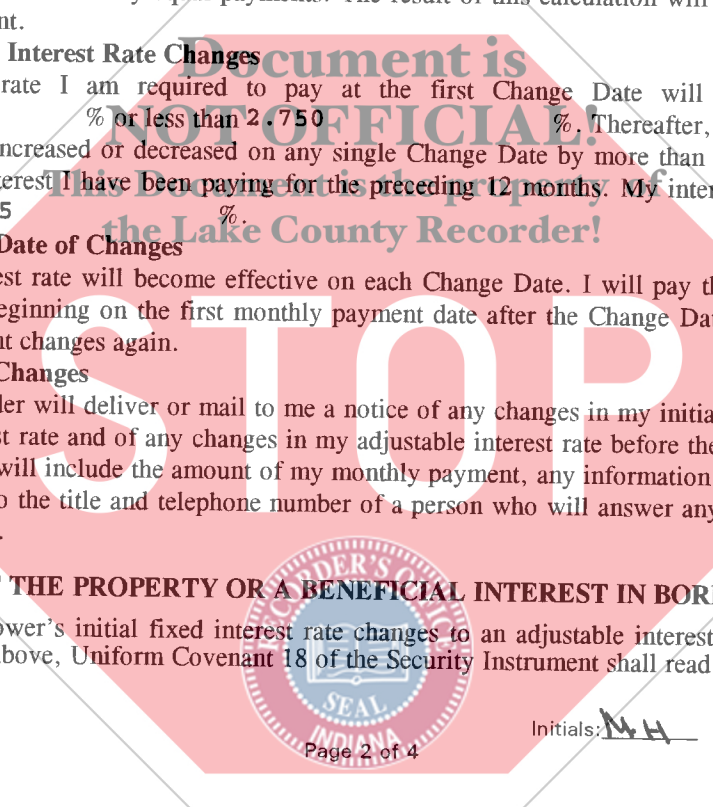 nt.
Interest Rate Changes
rate I am required to pay at the first Change Date will
% or less than 2.750 %. Thereafter,
ncreased or decreased on any single Change Date by more than
erest I have been paying for the preceding 12 months. My inter
5 %.
Date of Changes
est rate will become effective on each Change Date. I will pay th
eginning on the first monthly payment date after the Change Da
nt changes again.
Changes
der will deliver or mail to me a notice of any changes in my initia
st rate and of any changes in my adjustable interest rate before the
will include the amount of my monthly payment, any information
o the title and telephone number of a person who will answer any
THE PROPERTY OR A BENEFICIAL INTEREST IN BOR
ower's initial fixed interest rate changes to an adjustable interest
above, Uniform Covenant 18 of the Security Instrument shall read
Initials: MH
Page 2 of 4
Document is
NOT OFFICIAL!
This Document is the property of
the Lake County Recorder!
STOP
RECORDER'S OFFICE
SEAL
INDIANA